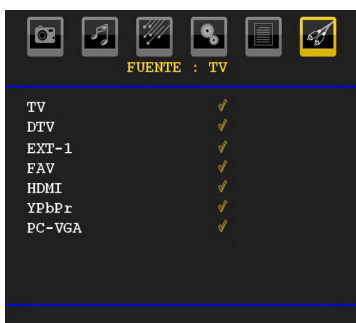 FUENTE : TV
TV
DTV
EXT-1
FAV
HDMI
YPbPr
PC-VGA